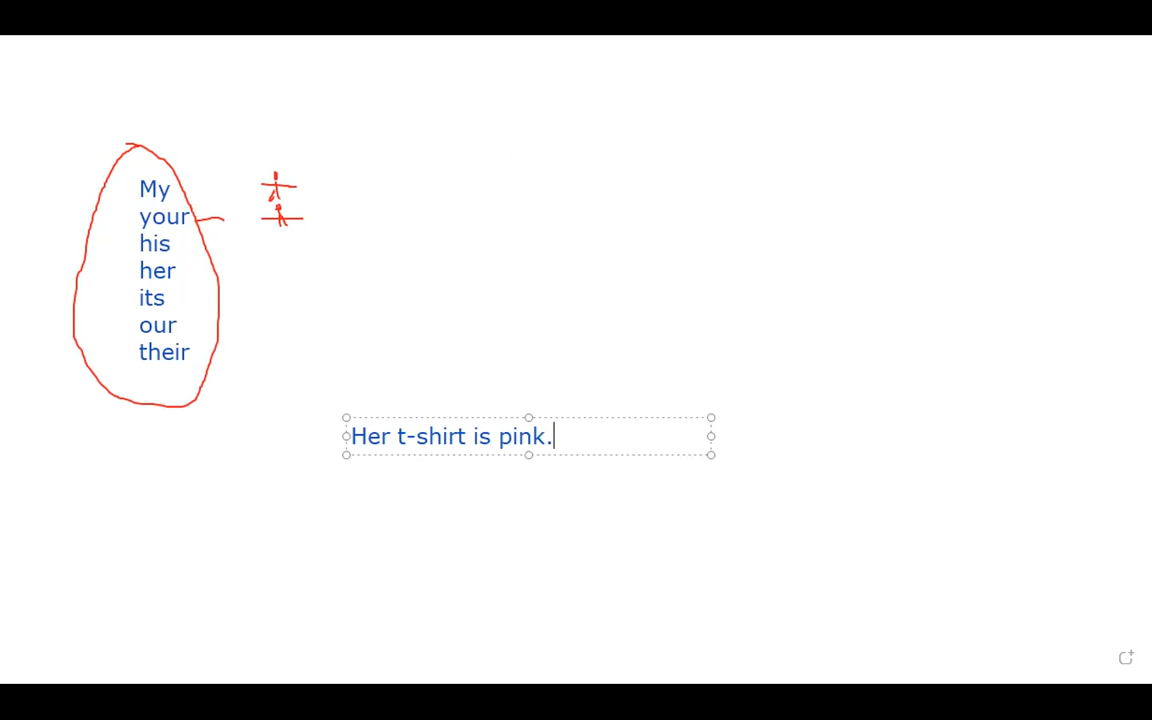 My
your
his
her
its
our
their
Her t-shirt is pink.